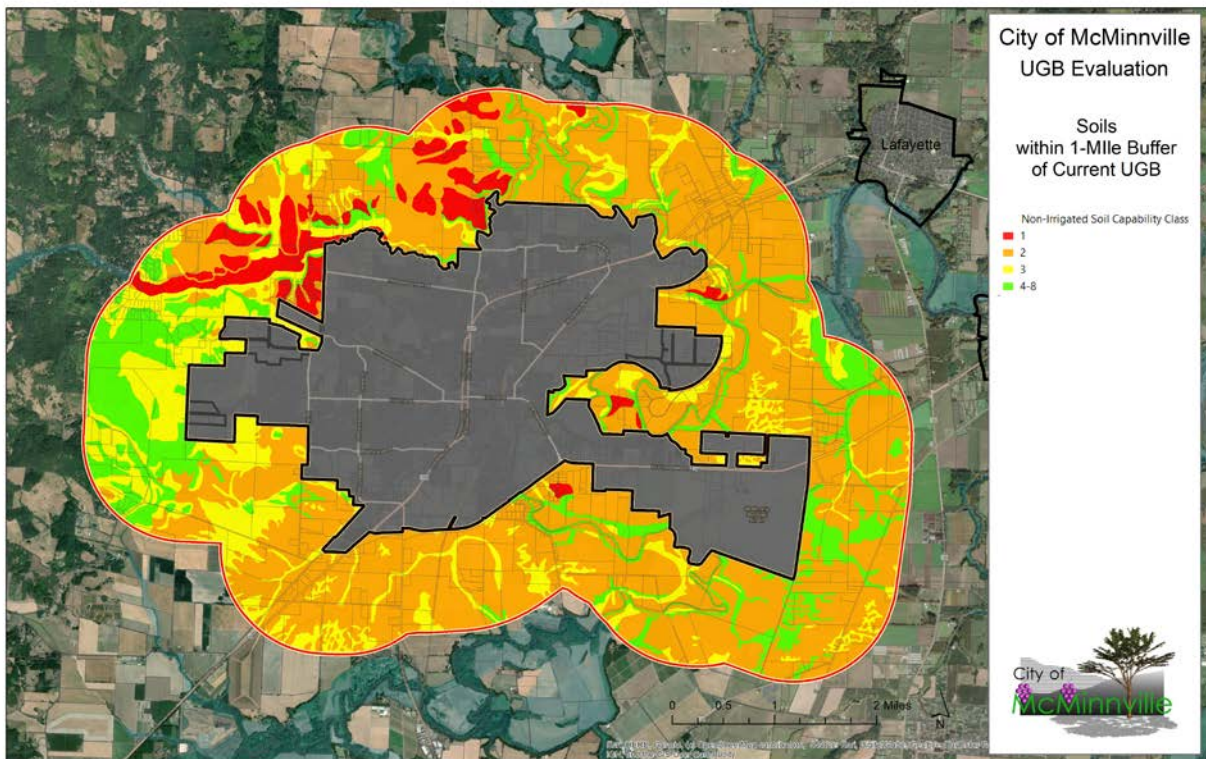 City of McMinnville
UGB Evaluation
Soils
within 1-MIle Buffer
of Current UGB
Non-Irrigated Soil Capability Class
1
2
3
4-8
Lafayette
0 0.5 1 2 Miles
N
City of
McMinnville